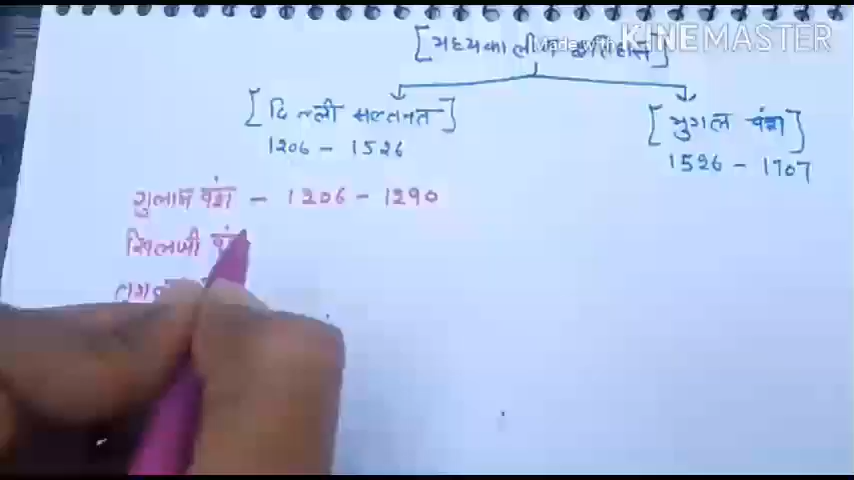 [मध्यकालीन इतिहास]
Made with KINEMASTER
[दिल्ली सल्तनत]
[मुगल वंश]
1206 - 1526
1526 - 1707
गुलाम वंश - 1206 - 1290
खिलजी वंश